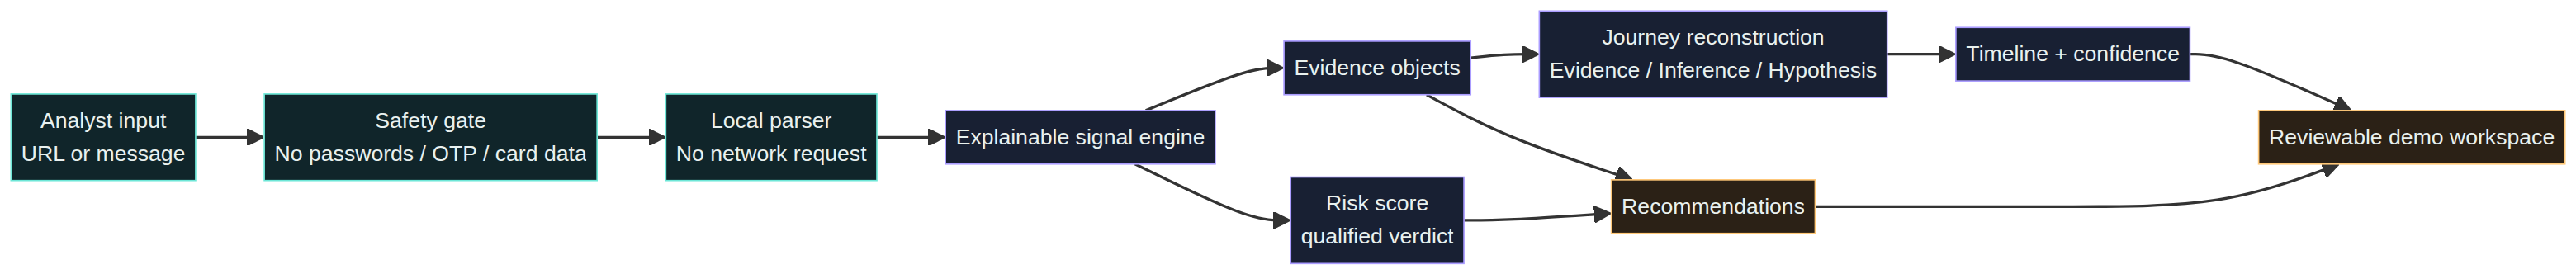 Analyst input
URL or message
Safety gate
No passwords / OTP / card data
Local parser
No network request
Explainable signal engine
Evidence objects
Risk score
qualified verdict
Journey reconstruction
Evidence / Inference / Hypothesis
Recommendations
Timeline + confidence
Reviewable demo workspace